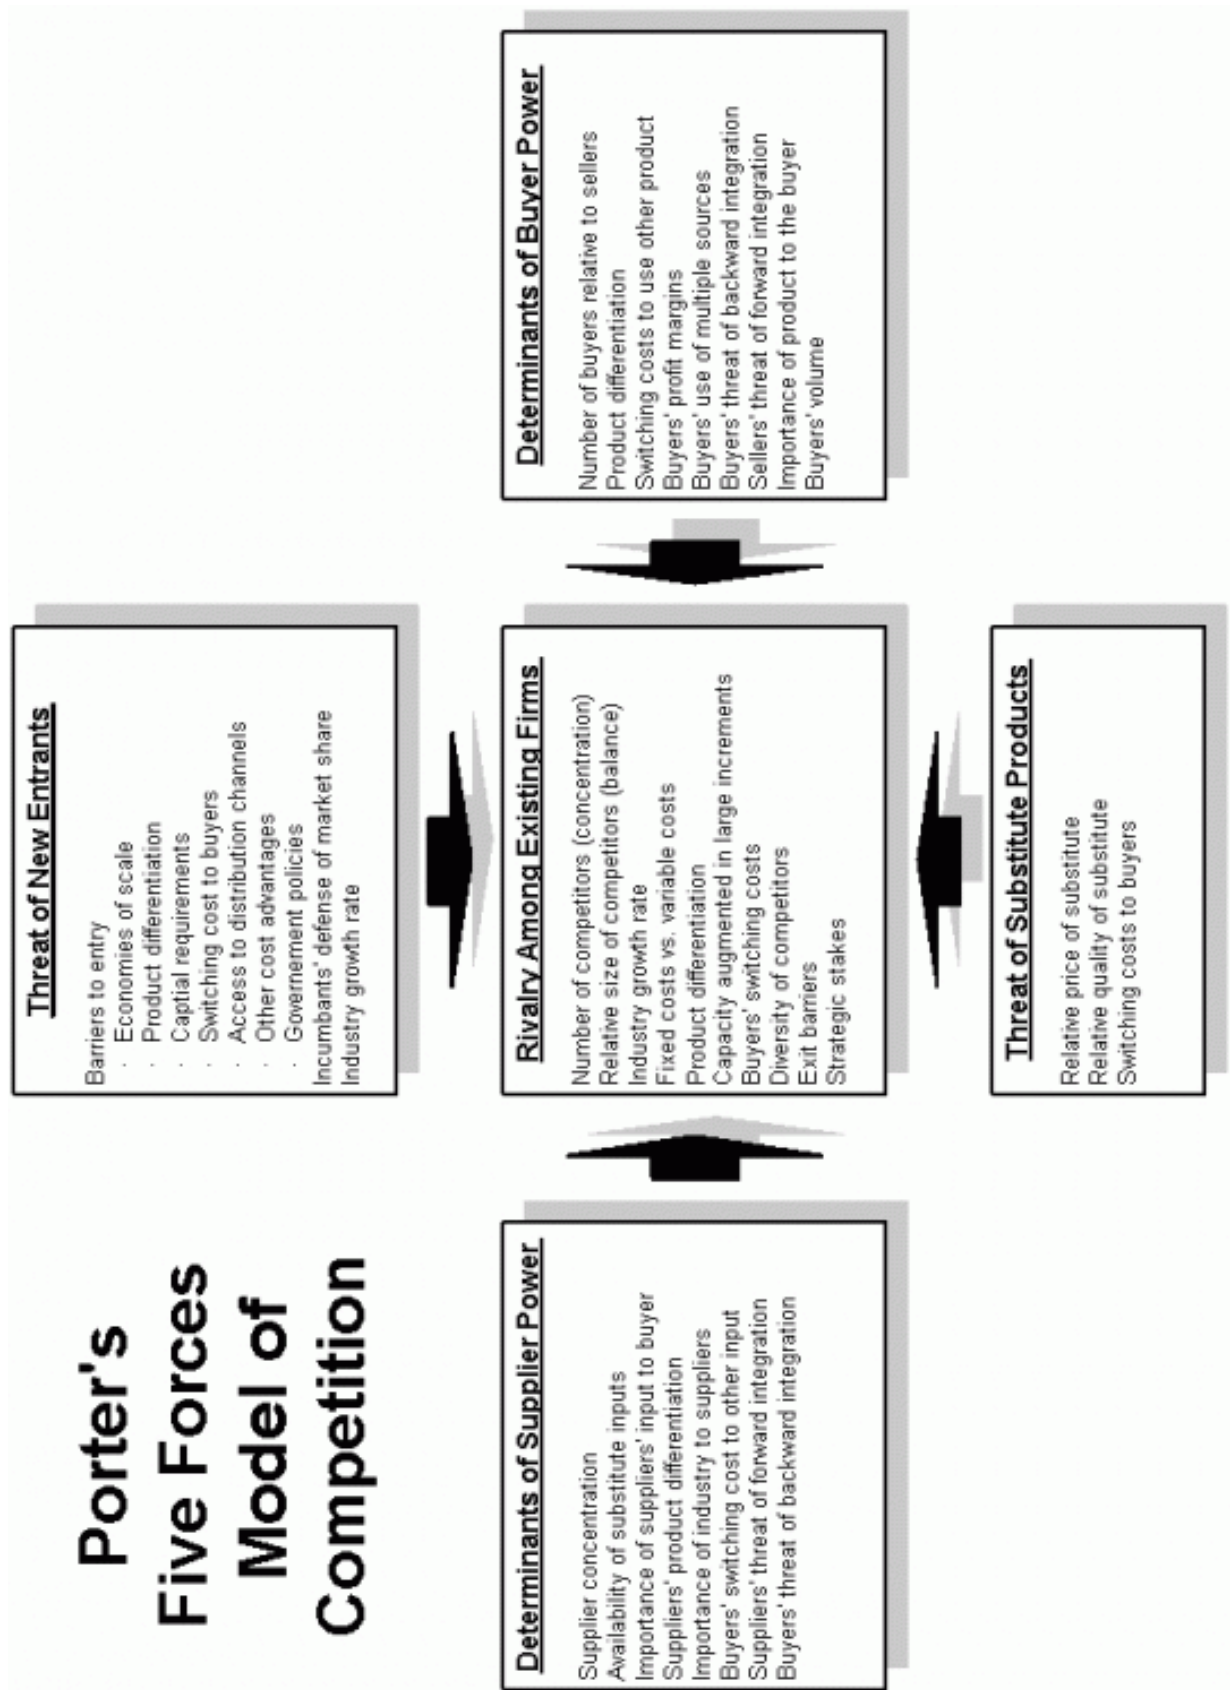 Porter's
Five Forces
Model of
Competition
Threat of New Entrants
Barriers to entry
· Economies of scale
· Product differentiation
· Captial requirements
· Switching cost to buyers
· Access to distribution channels
· Other cost advantages
· Governement policies
Incumbants' defense of market share
Industry growth rate
Determinants of Supplier Power
Supplier concentration
Availability of substitute inputs
Importance of suppliers' input to buyer
Suppliers' product differentiation
Importance of industry to suppliers
Buyers' switching cost to other input
Suppliers' threat of forward integration
Buyers' threat of backward integration
Rivalry Among Existing Firms
Number of competitors (concentration)
Relative size of competitors (balance)
Industry growth rate
Fixed costs vs. variable costs
Product differentiation
Capacity augmented in large increments
Buyers' switching costs
Diversity of competitors
Exit barriers
Strategic stakes
Determinants of Buyer Power
Number of buyers relative to sellers
Product differentiation
Switching costs to use other product
Buyers' profit margins
Buyers' use of multiple sources
Buyers' threat of backward integration
Sellers' threat of forward integration
Importance of product to the buyer
Buyers' volume
Threat of Substitute Products
Relative price of substitute
Relative quality of substitute
Switching costs to buyers